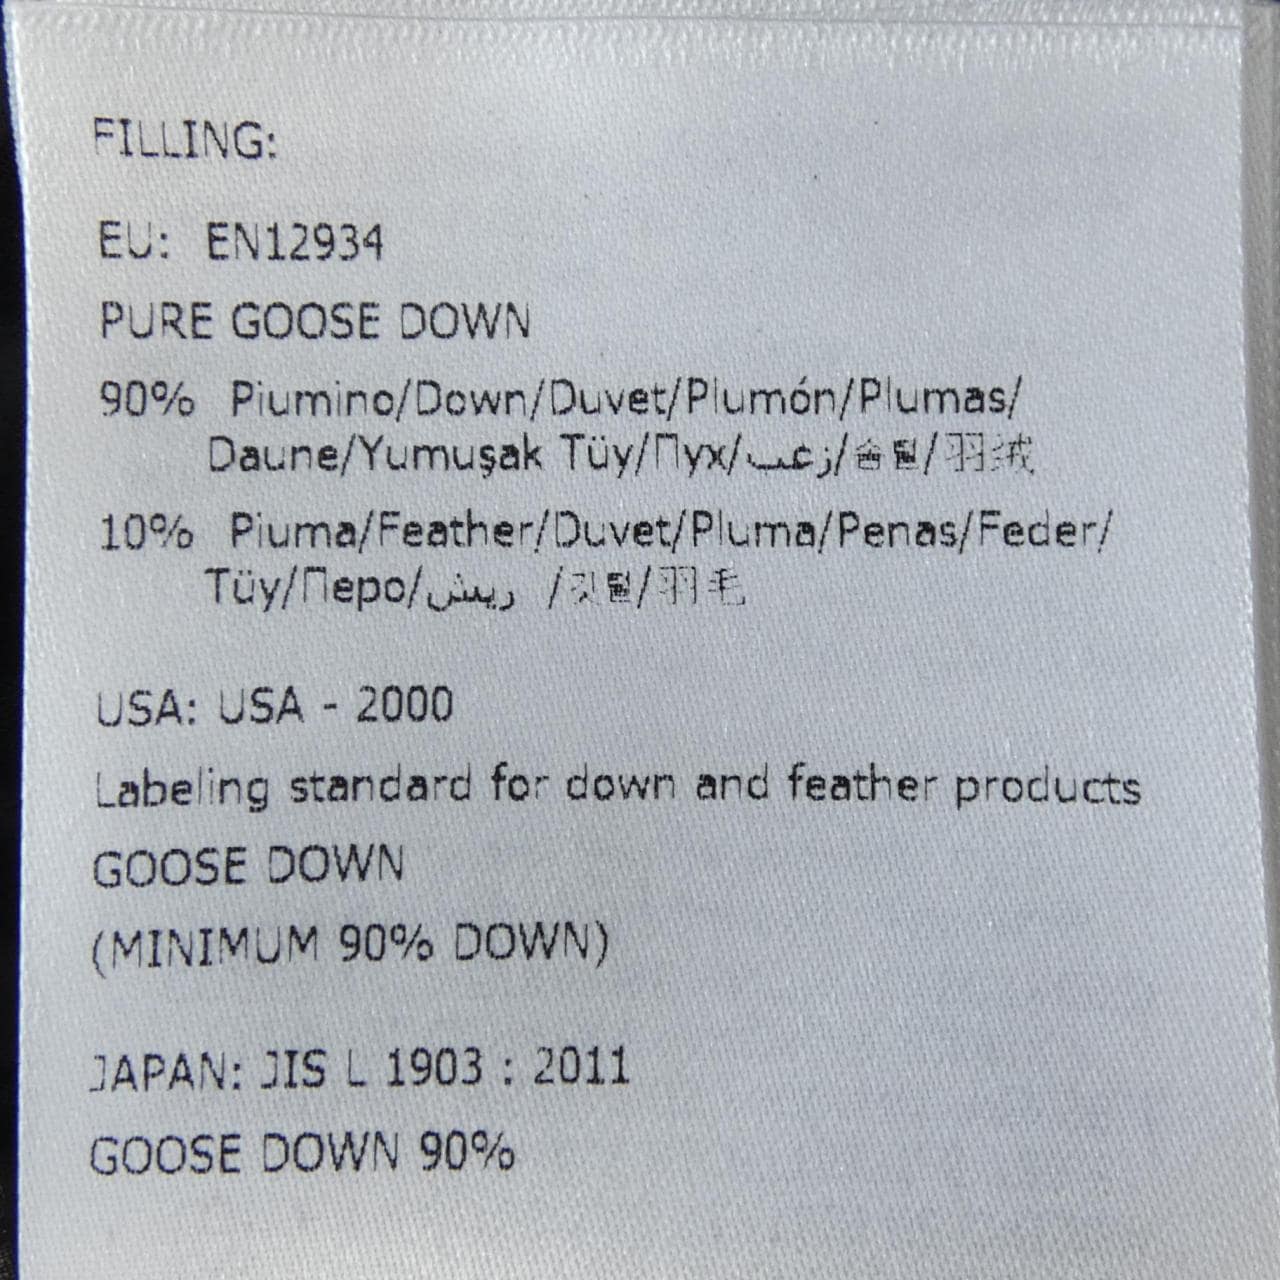 FILLING:
EU: EN12934
PURE GOOSE DOWN
90% Piumino/Down/Duvet/Plumón/Plumas/
Daune/Yumuşak Tüy/Пух/زغب/솜털/羽绒
10% Piuma/Feather/Duvet/Pluma/Penas/Feder/
Tüy/Перо/ريش /깃털/羽毛
USA: USA - 2000
Labeling standard for down and feather products
GOOSE DOWN
(MINIMUM 90% DOWN)
JAPAN: JIS L 1903 : 2011
GOOSE DOWN 90%